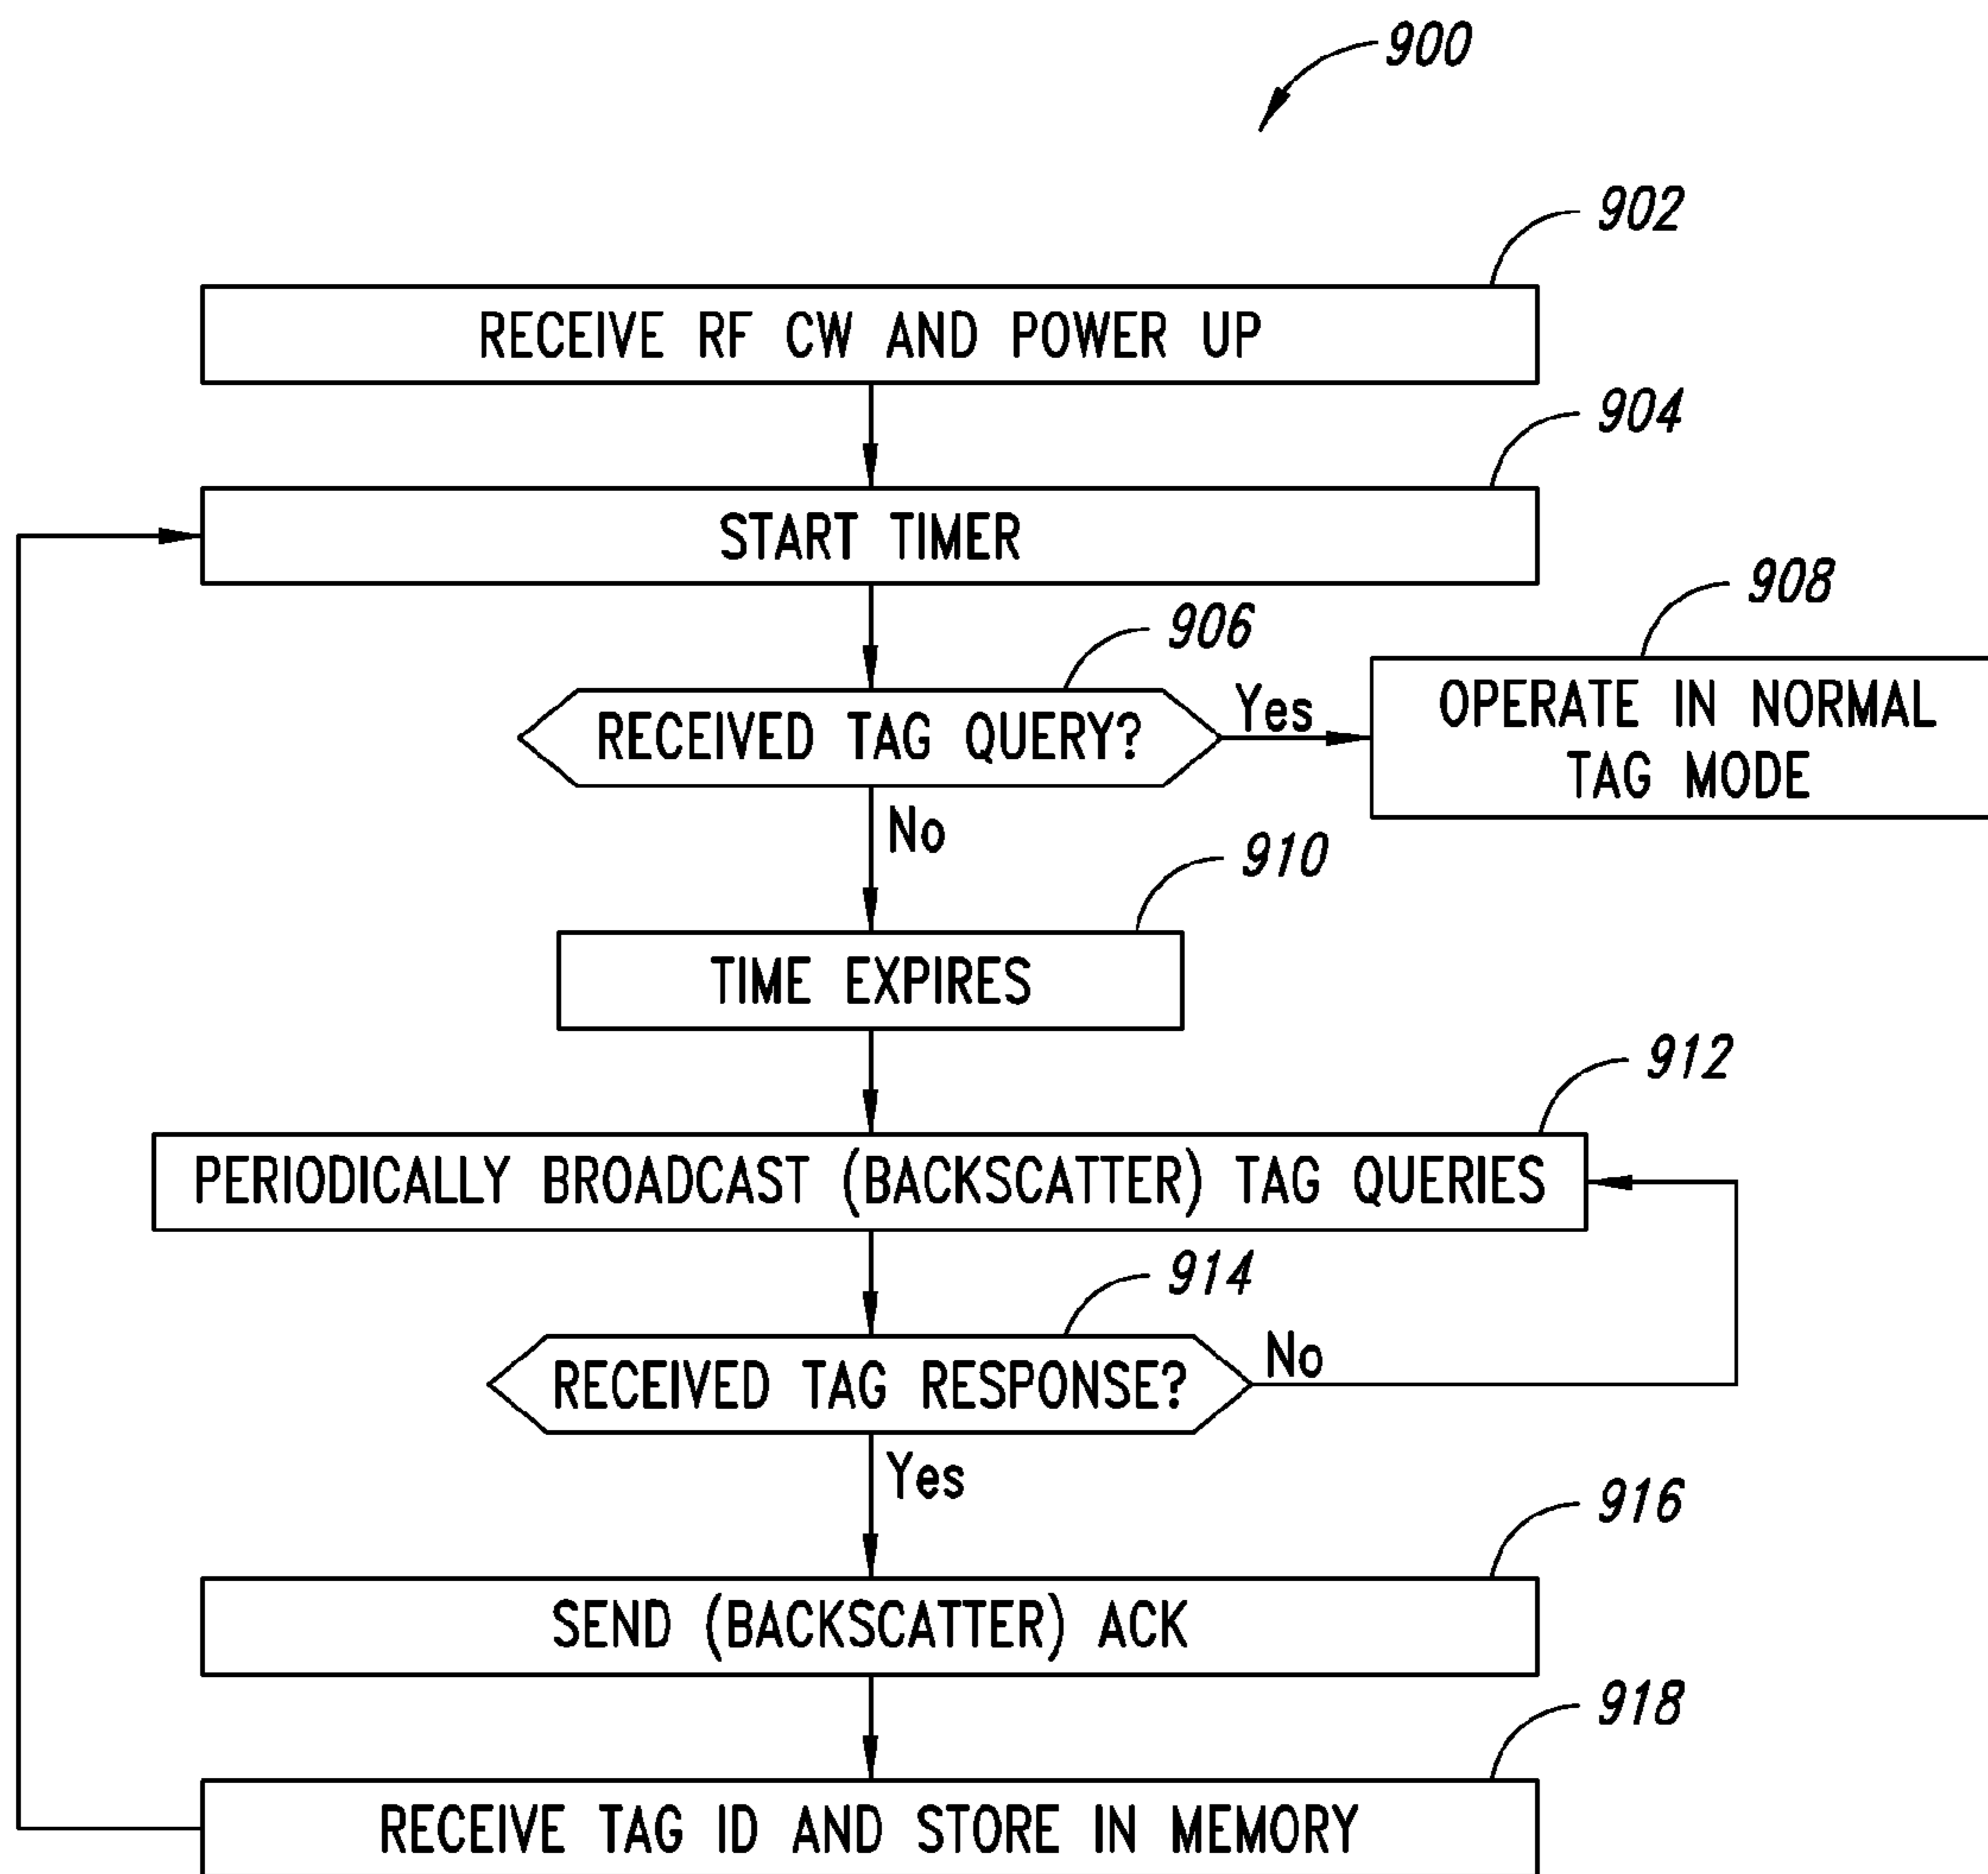 900
902
RECEIVE RF CW AND POWER UP
904
START TIMER
908
906
RECEIVED TAG QUERY?
Yes
OPERATE IN NORMAL
TAG MODE
No
910
TIME EXPIRES
912
PERIODICALLY BROADCAST (BACKSCATTER) TAG QUERIES
914
RECEIVED TAG RESPONSE?
No
Yes
916
SEND (BACKSCATTER) ACK
918
RECEIVE TAG ID AND STORE IN MEMORY